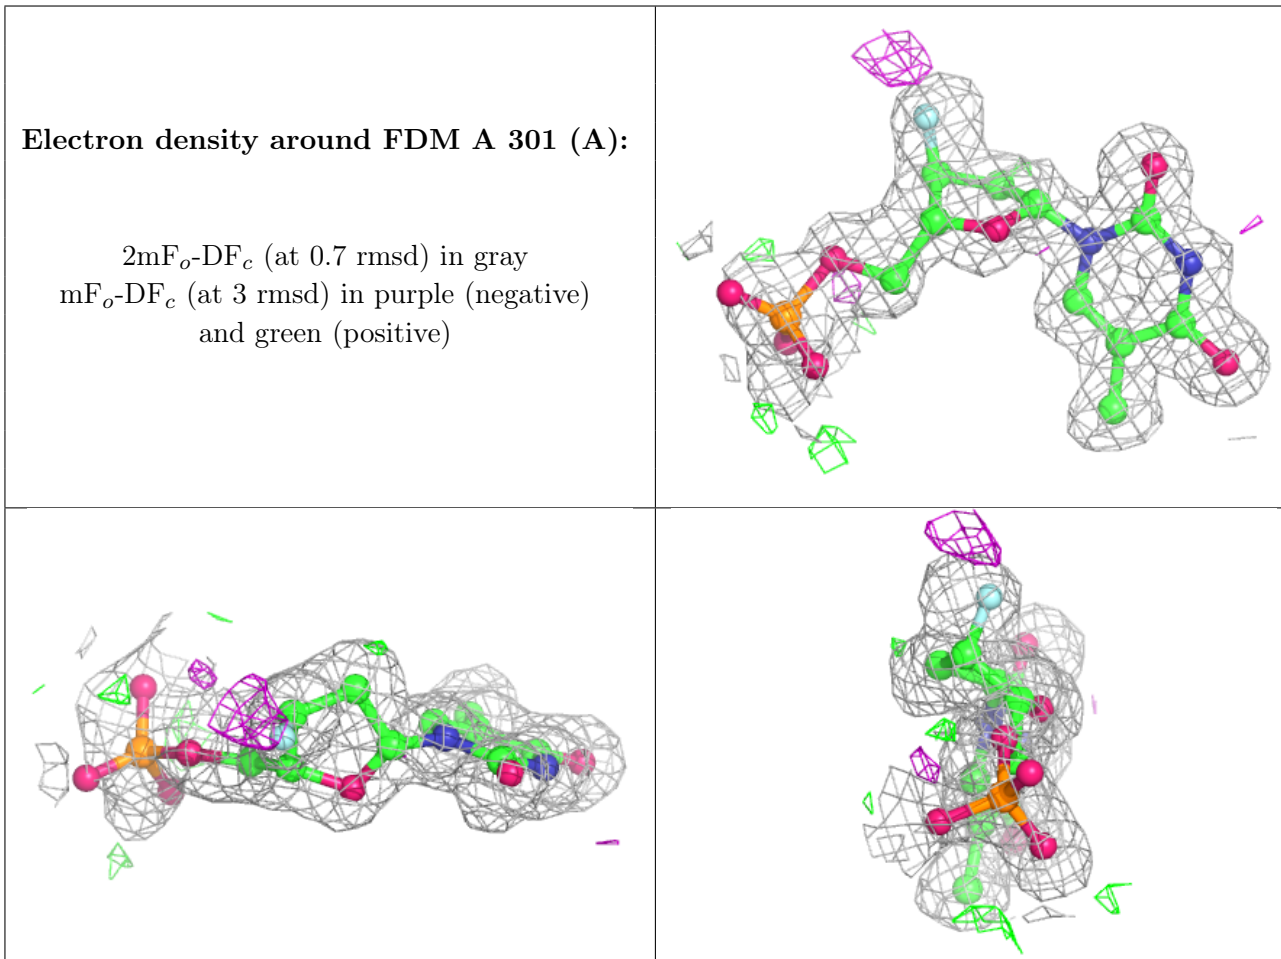 Electron density around FDM A 301 (A):
2mFo-DFc (at 0.7 rmsd) in gray
mFo-DFc (at 3 rmsd) in purple (negative)
and green (positive)